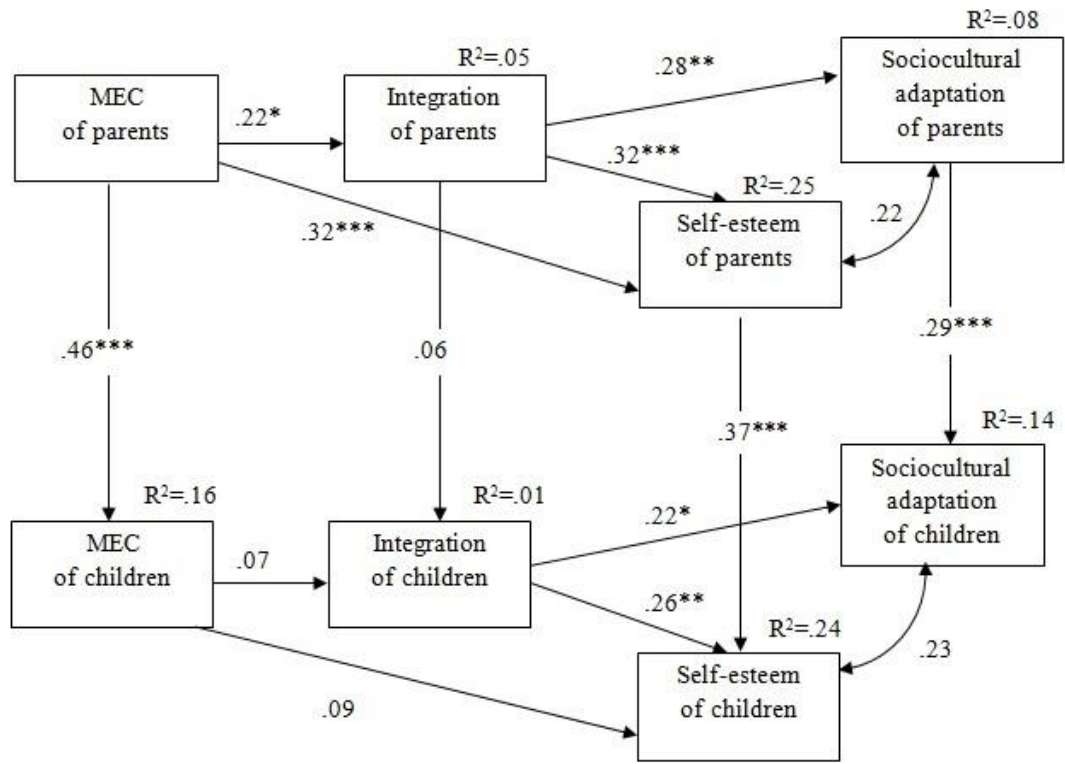 R²=.08
R²=.05
MEC
of parents
.22*
Integration
of parents
.28**
Sociocultural
adaptation
of parents
.32***
R²=.25
.32***
Self-esteem
of parents
.22
.46***
.06
.29***
.37***
R²=.14
R²=.16
R²=.01
Sociocultural
adaptation
of children
.22*
MEC
of children
.07
Integration
of children
.26**
R²=.24
.23
Self-esteem
of children
.09